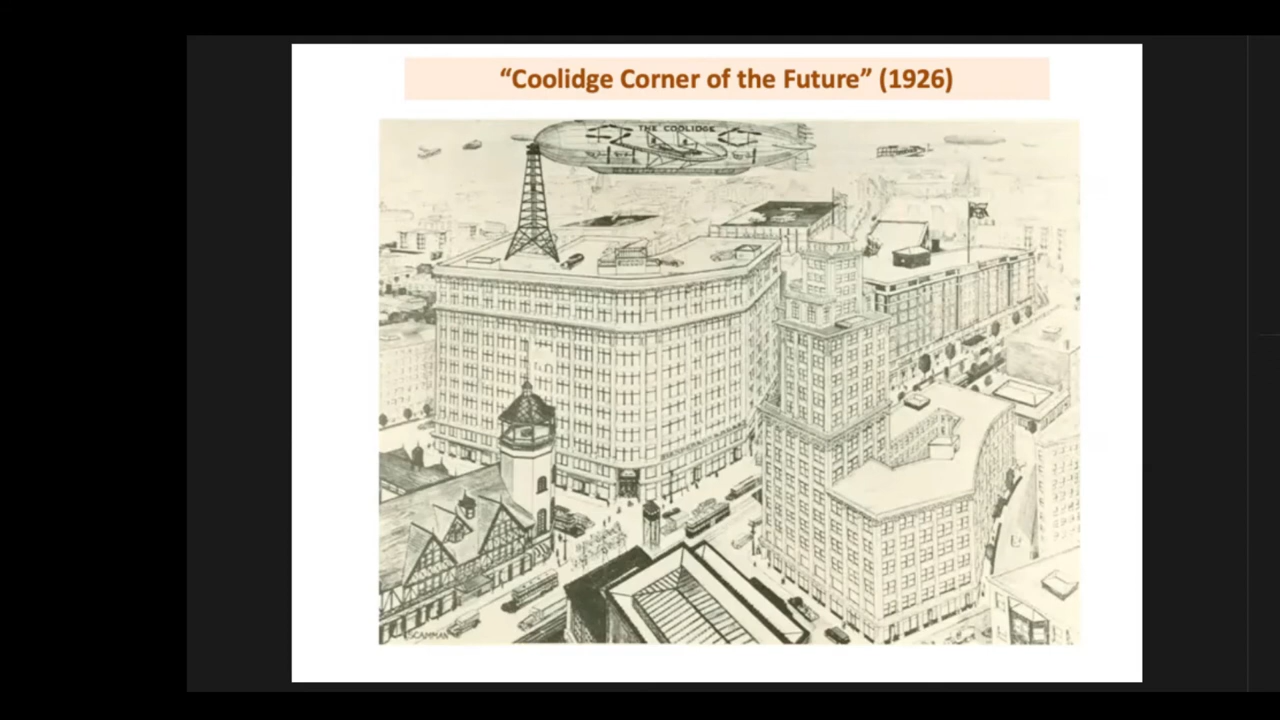 “Coolidge Corner of the Future” (1926)
THE COOLIDGE
SCAMMAN